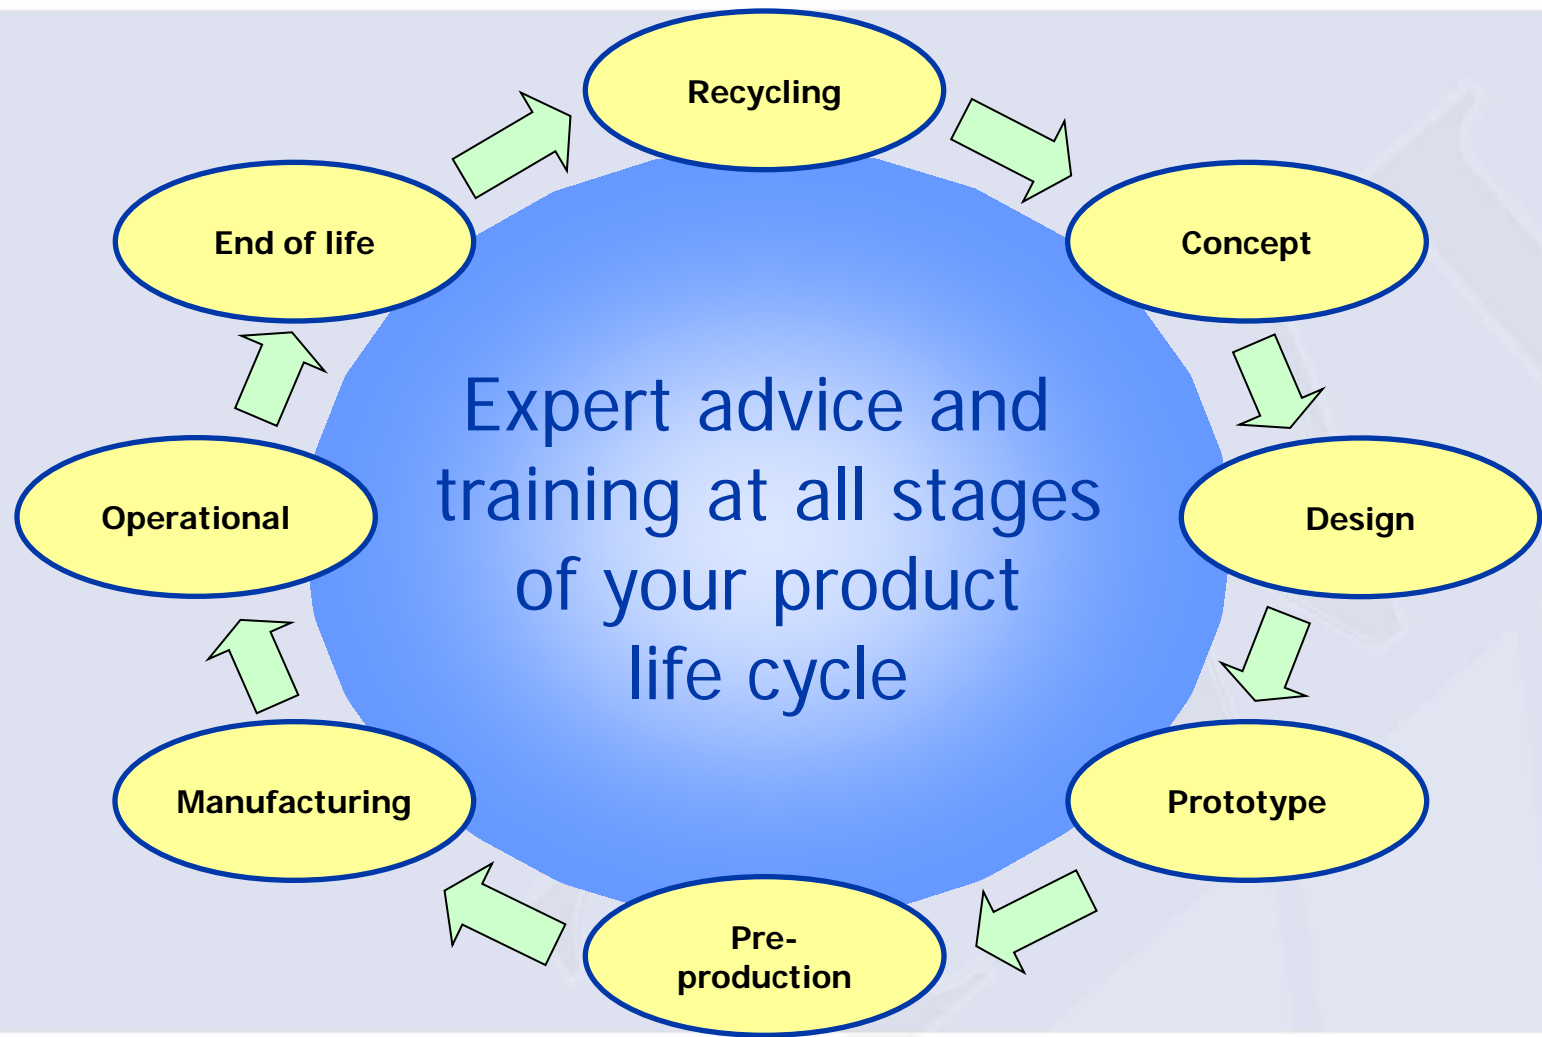 Recycling
Concept
Design
Prototype
Pre-
production
Manufacturing
Operational
End of life
Expert advice and
training at all stages
of your product
life cycle